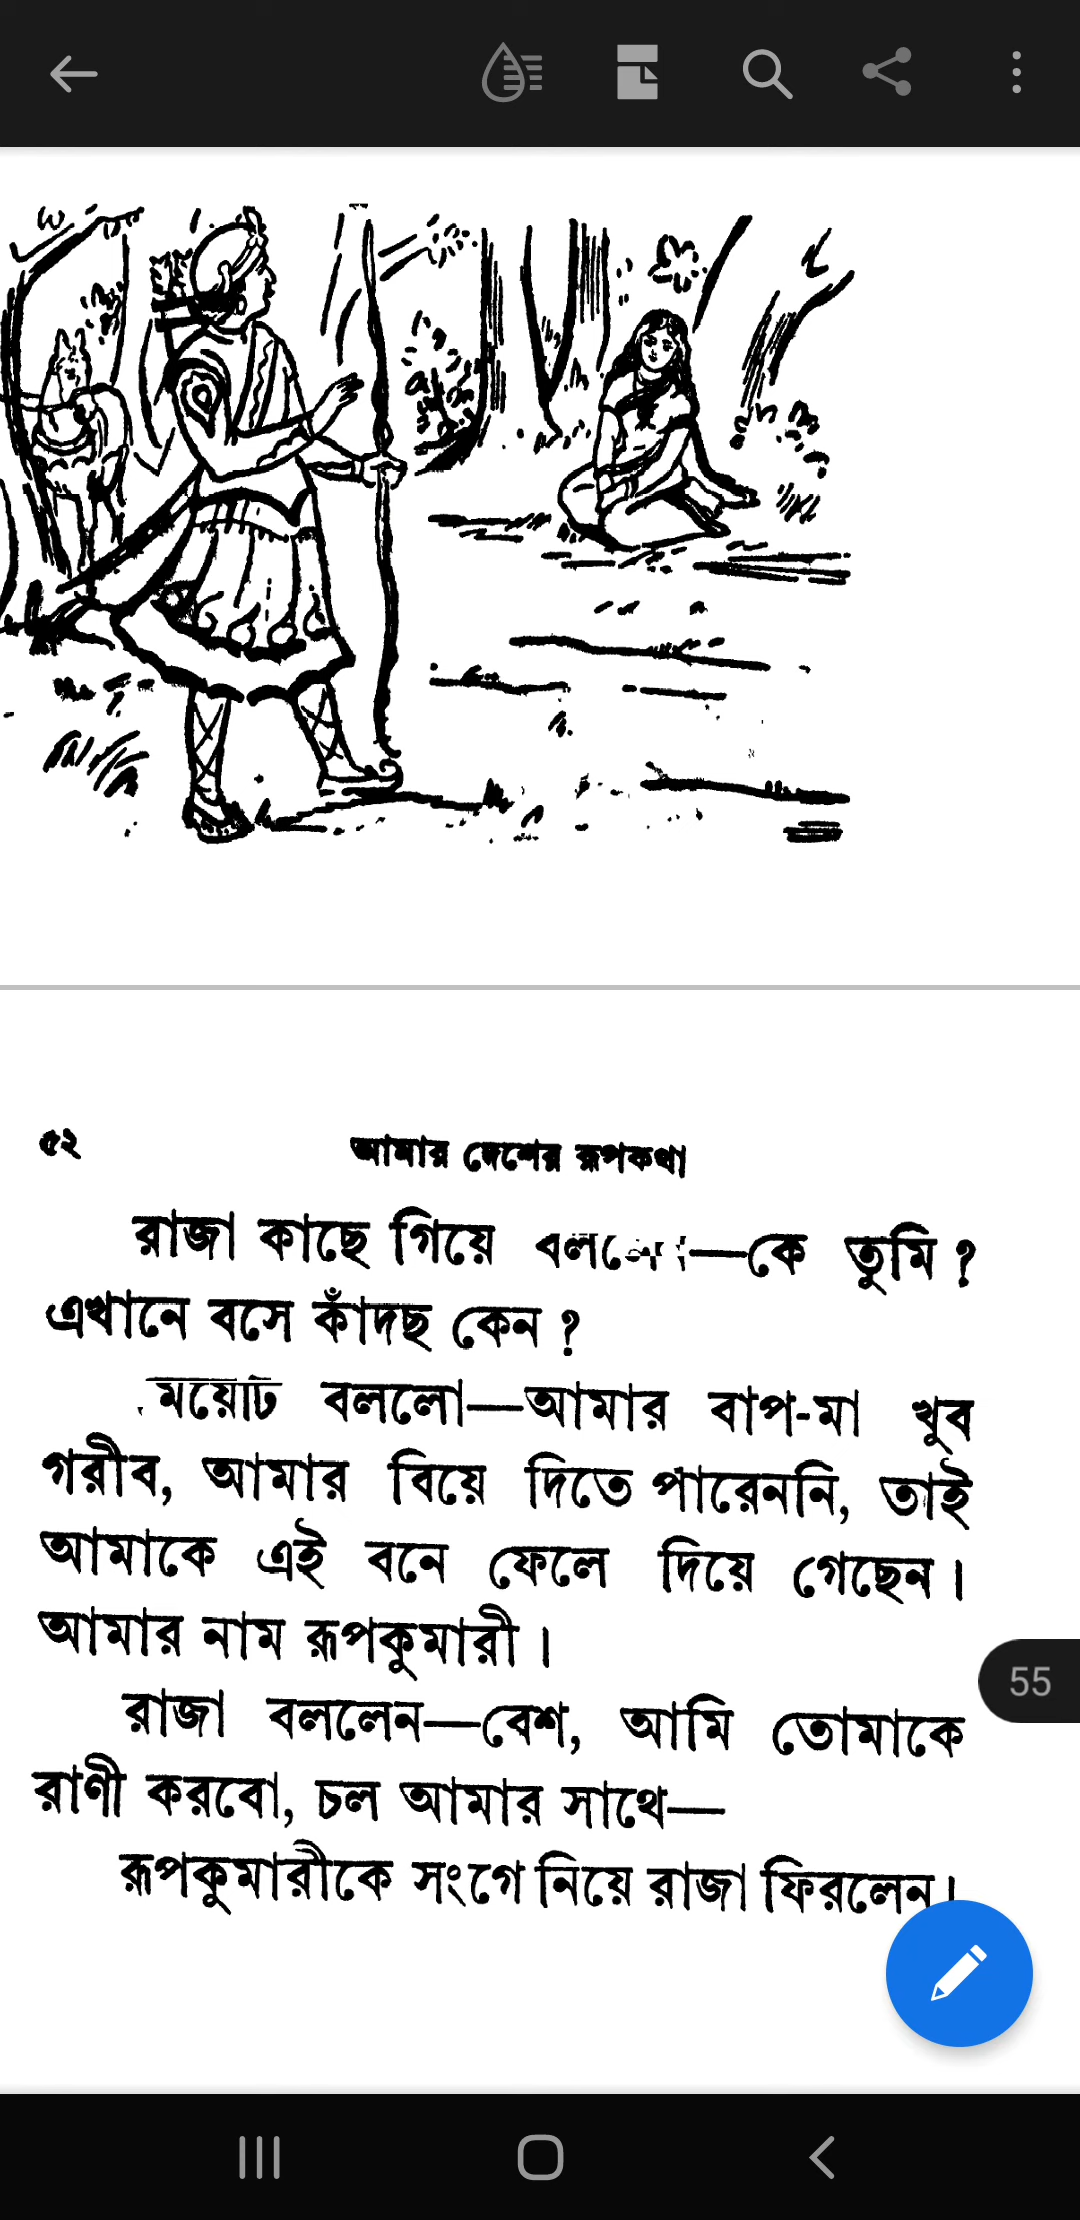 ৫২
আমার দেশের রূপকথা
রাজা কাছে গিয়ে বললেন—কে তুমি ?
এখানে বসে কাঁদছ কেন ?
মেয়েটি বললো—আমার বাপ-মা খুব
গরীব, আমার বিয়ে দিতে পারেননি, তাই
আমাকে এই বনে ফেলে দিয়ে গেছেন।
আমার নাম রূপকুমারী।
55
রাজা বললেন—বেশ, আমি তোমাকে
রাণী করবো, চল আমার সাথে—
রূপকুমারীকে সংগে নিয়ে রাজা ফিরলেন।